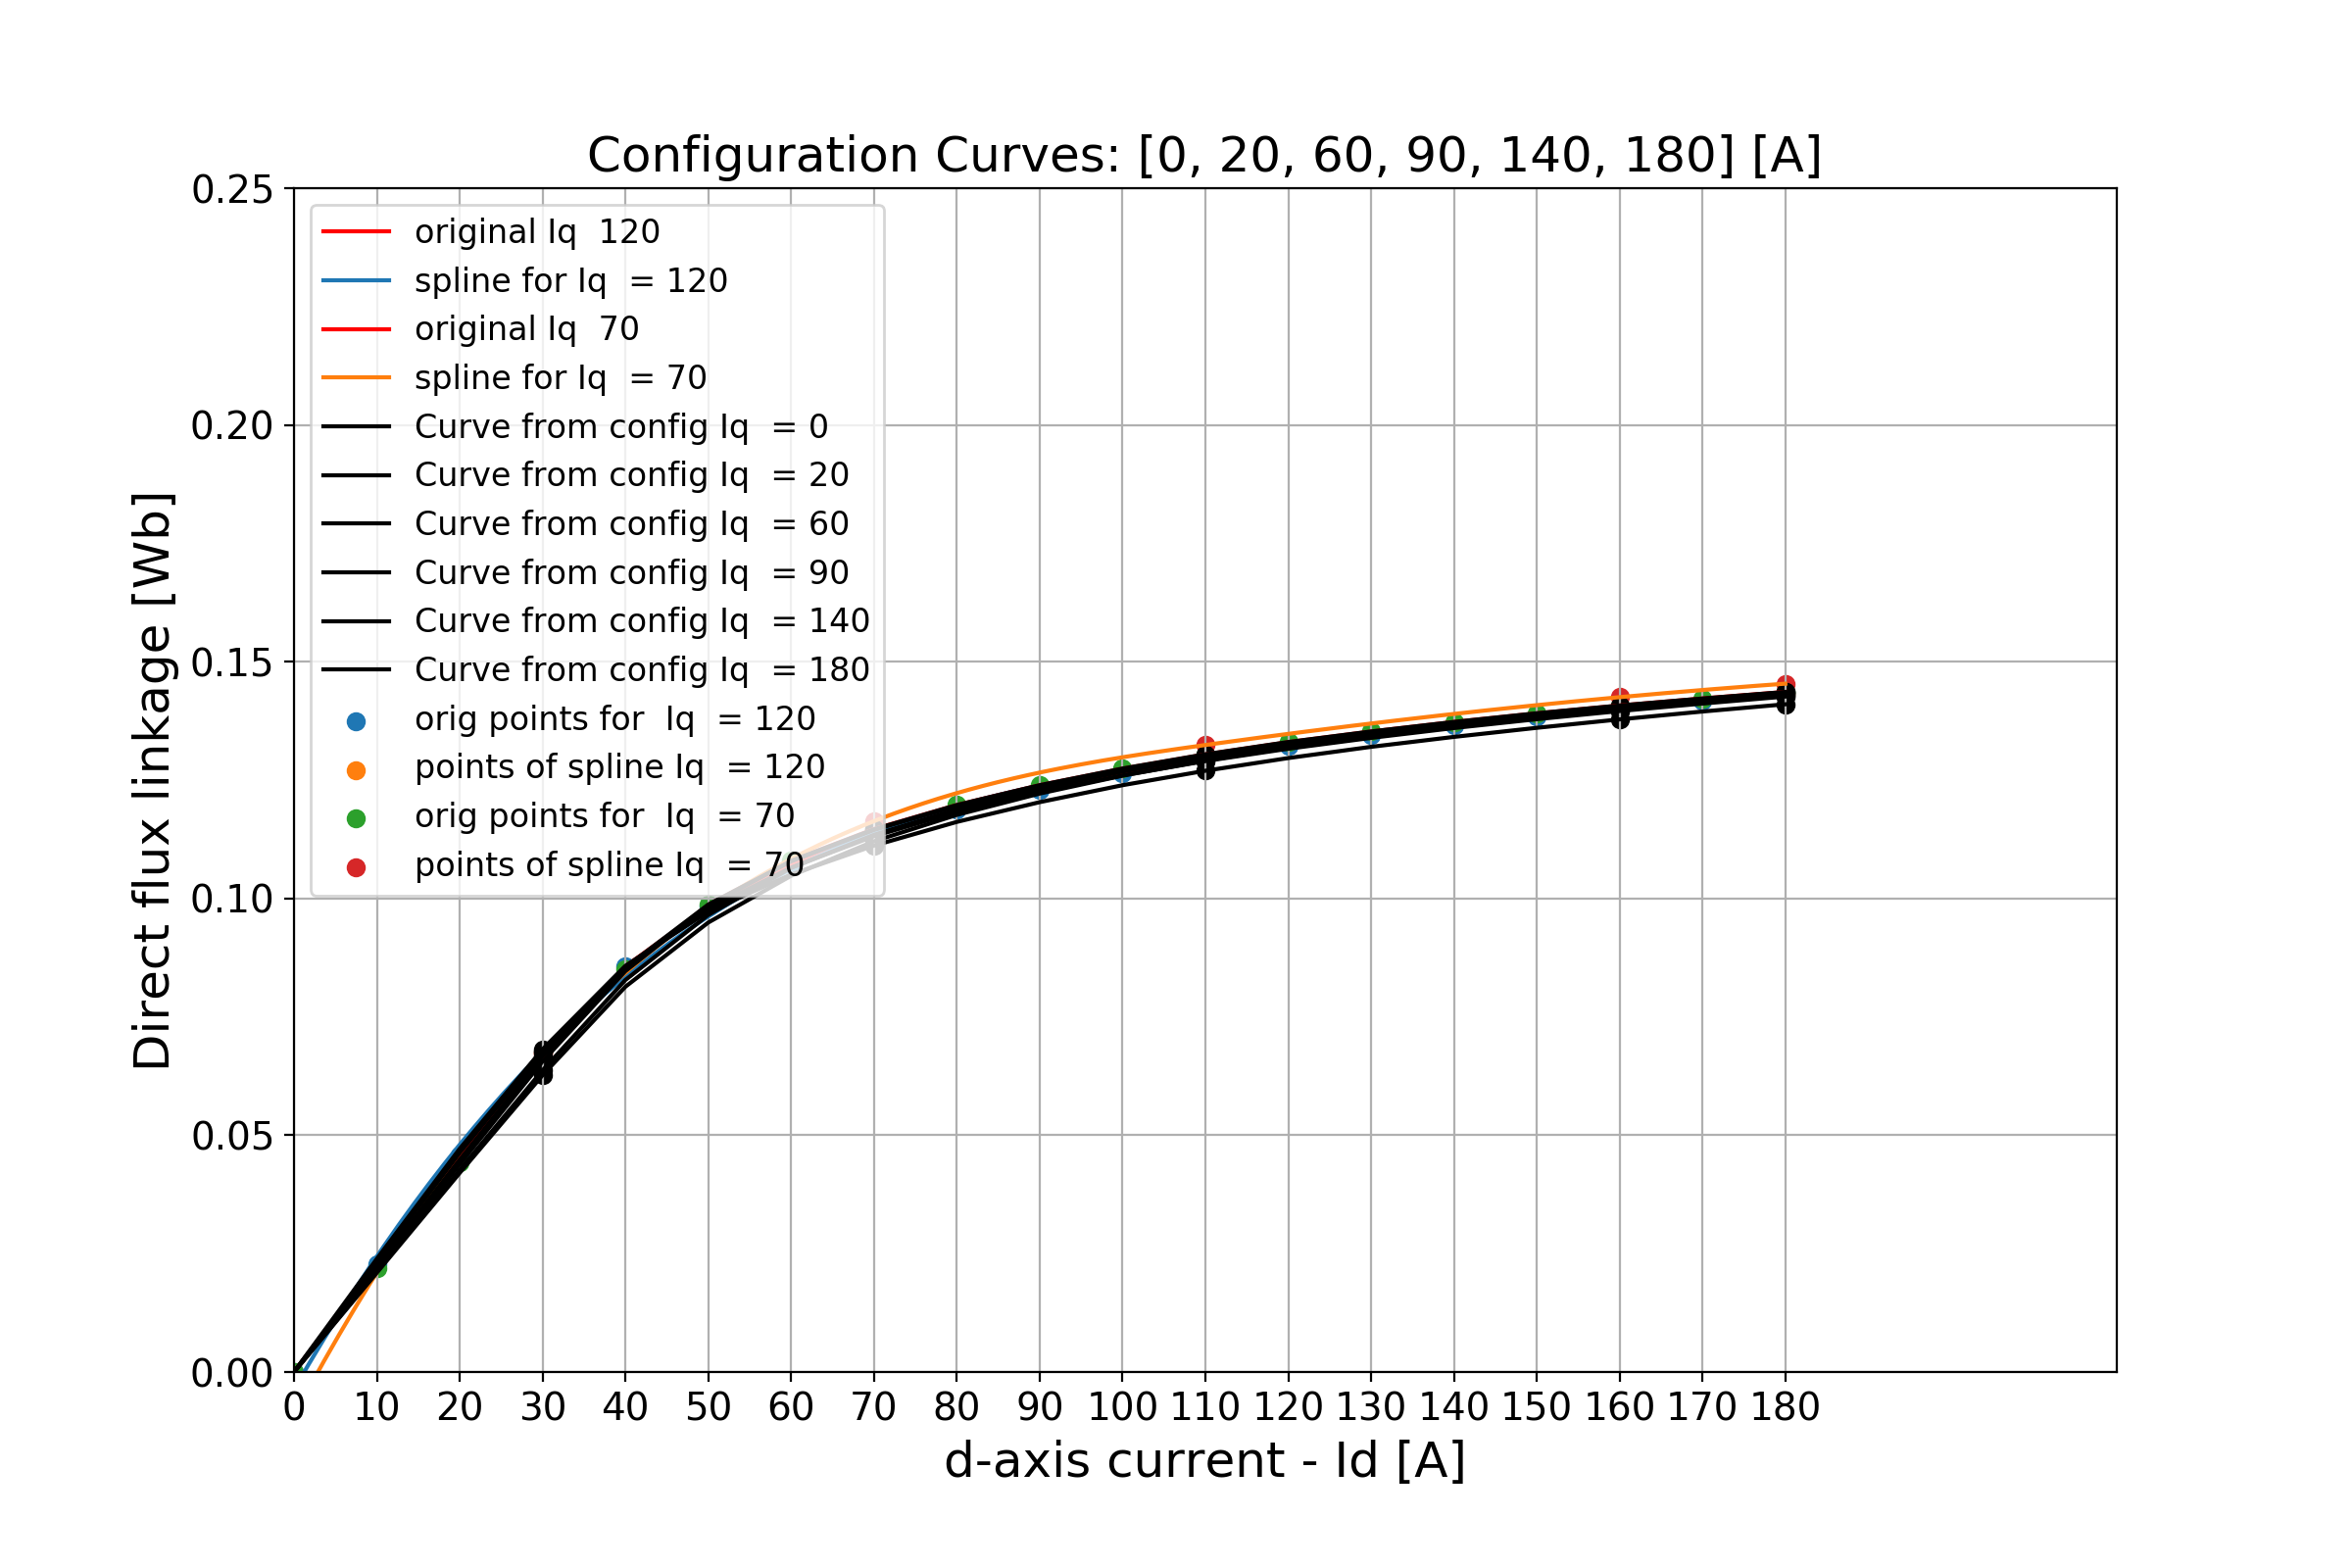 Configuration Curves: [0, 20, 60, 90, 140, 180] [A]
0.25
0.20
0.15
0.10
0.05
0.00
Direct flux linkage [Wb]
original Iq  120
spline for Iq  = 120
original Iq  70
spline for Iq  = 70
Curve from config Iq  = 0
Curve from config Iq  = 20
Curve from config Iq  = 60
Curve from config Iq  = 90
Curve from config Iq  = 140
Curve from config Iq  = 180
orig points for  Iq  = 120
points of spline Iq  = 120
orig points for  Iq  = 70
points of spline Iq  = 70
0 10 20 30 40 50 60 70 80 90 100 110 120 130 140 150 160 170 180
d-axis current - Id [A]